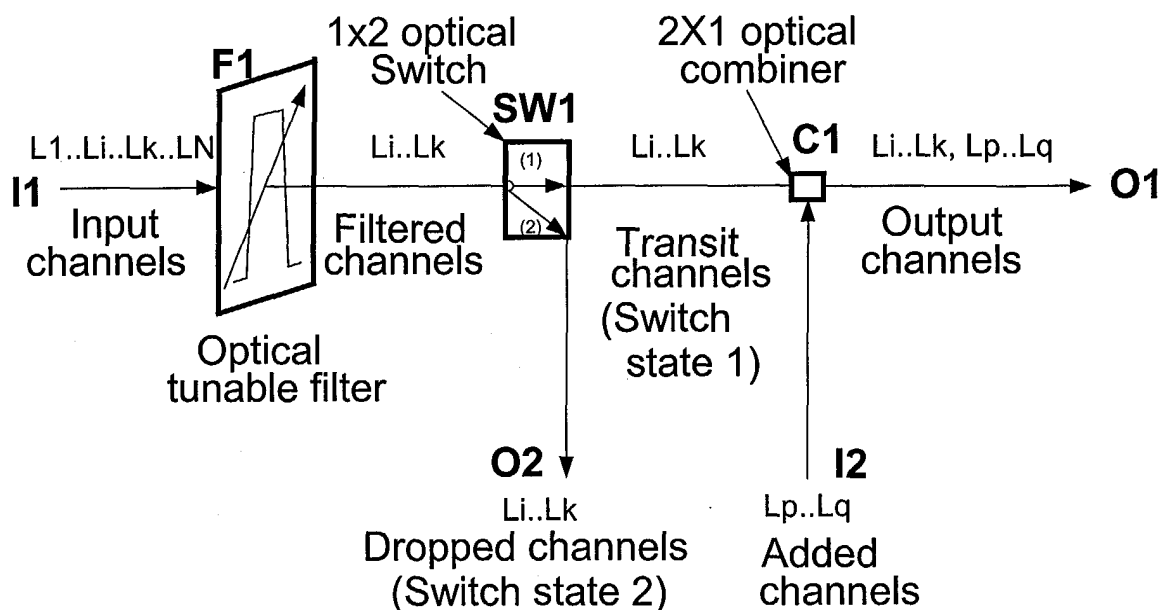 1x2 optical
Switch
2X1 optical
combiner
F1
SW1
C1
L1..Li..Lk..LN
Li..Lk
(1)
Li..Lk
Li..Lk, Lp..Lq
I1
O1
Input
channels
Filtered
channels
(2)
Transit
channels
(Switch
state 1)
Output
channels
Optical
tunable filter
O2
I2
Li..Lk
Lp..Lq
Dropped channels
(Switch state 2)
Added
channels